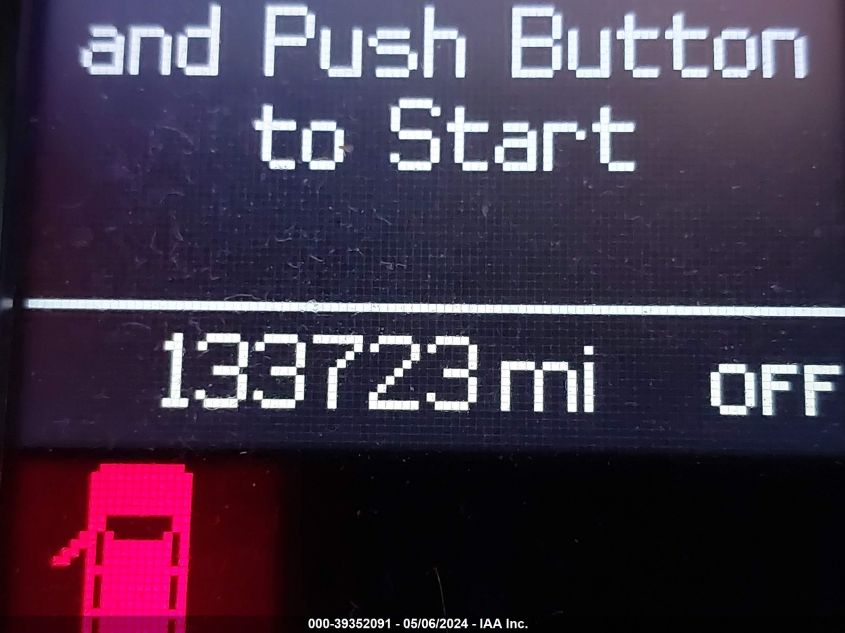 and Push Button
to Start
133723 mi OFF
000-39352091 - 05/06/2024 - IAA Inc.